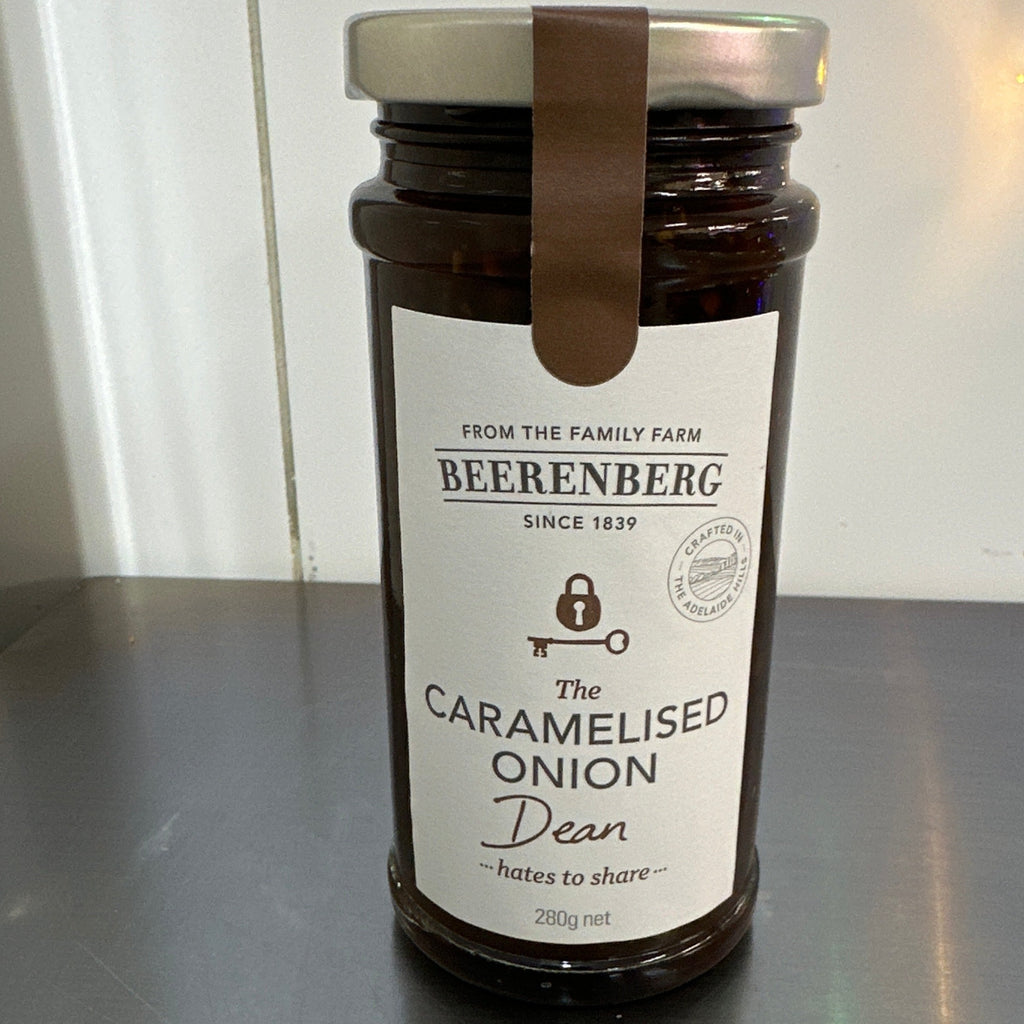 FROM THE FAMILY FARM
BEERENBERG
SINCE 1839
CRAFTED IN
THE ADELAIDE HILLS
The
CARAMELISED
ONION
Dean
...hates to share...
280g net